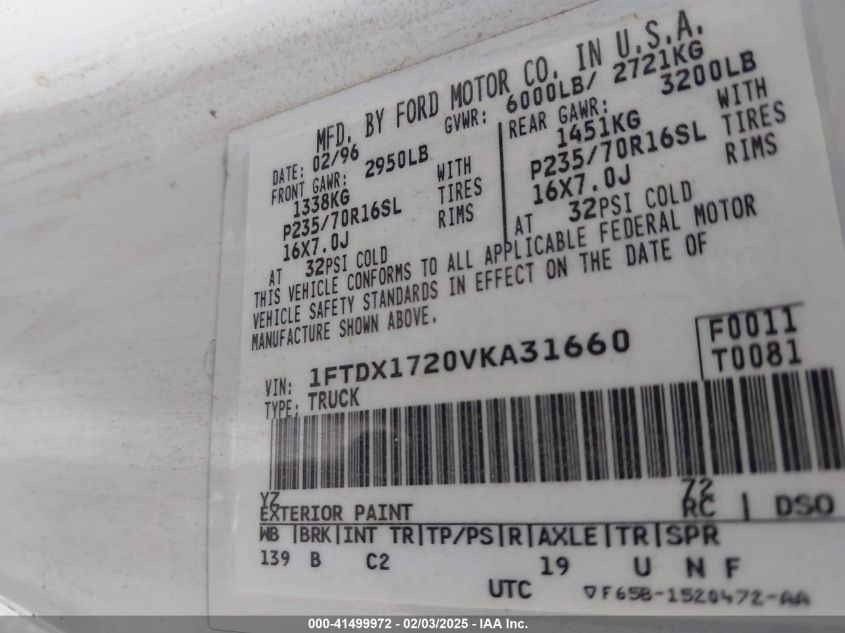 MFD. BY FORD MOTOR CO. IN U.S.A.
DATE: 02/96 GVWR: 6000LB/ 2721KG
FRONT GAWR: 2950LB REAR GAWR: 3200LB
1338KG WITH 1451KG WITH
P235/70R16SL TIRES P235/70R16SL TIRES
16X7.0J RIMS 16X7.0J RIMS
AT 32PSI COLD AT 32PSI COLD
THIS VEHICLE CONFORMS TO ALL APPLICABLE FEDERAL MOTOR
VEHICLE SAFETY STANDARDS IN EFFECT ON THE DATE OF
MANUFACTURE SHOWN ABOVE.
VIN: 1FTDX1720VKA31660 F0011
TYPE: TRUCK T0081
YZ 72
EXTERIOR PAINT RC | DSO
WB |BRK|INT TR|TP/PS|R|AXLE|TR|SPR
139 B C2 19 U N F
UTC ▽F65B-1520472-AA
000-41499972 - 02/03/2025 - IAA Inc.